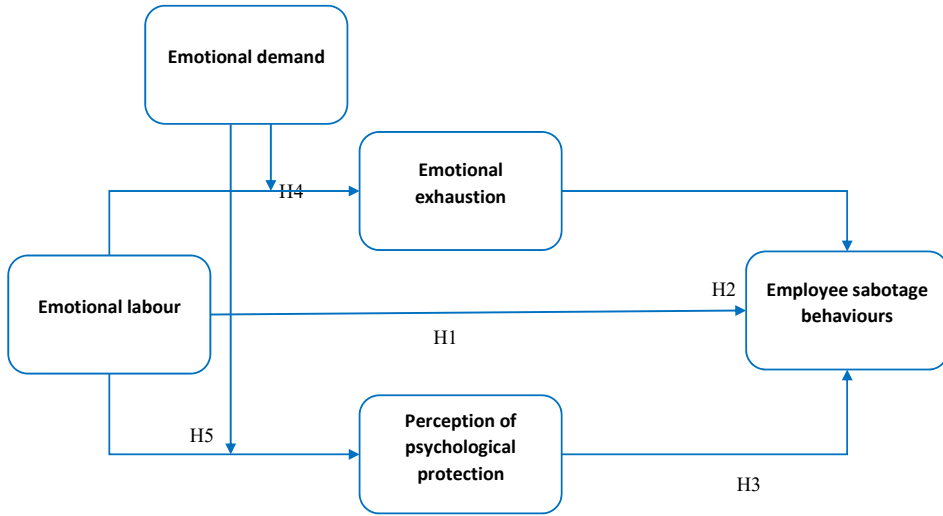 Emotional demand
Emotional
exhaustion
H4
Emotional labour
H2
Employee sabotage
behaviours
H1
Perception of
psychological
protection
H5
H3